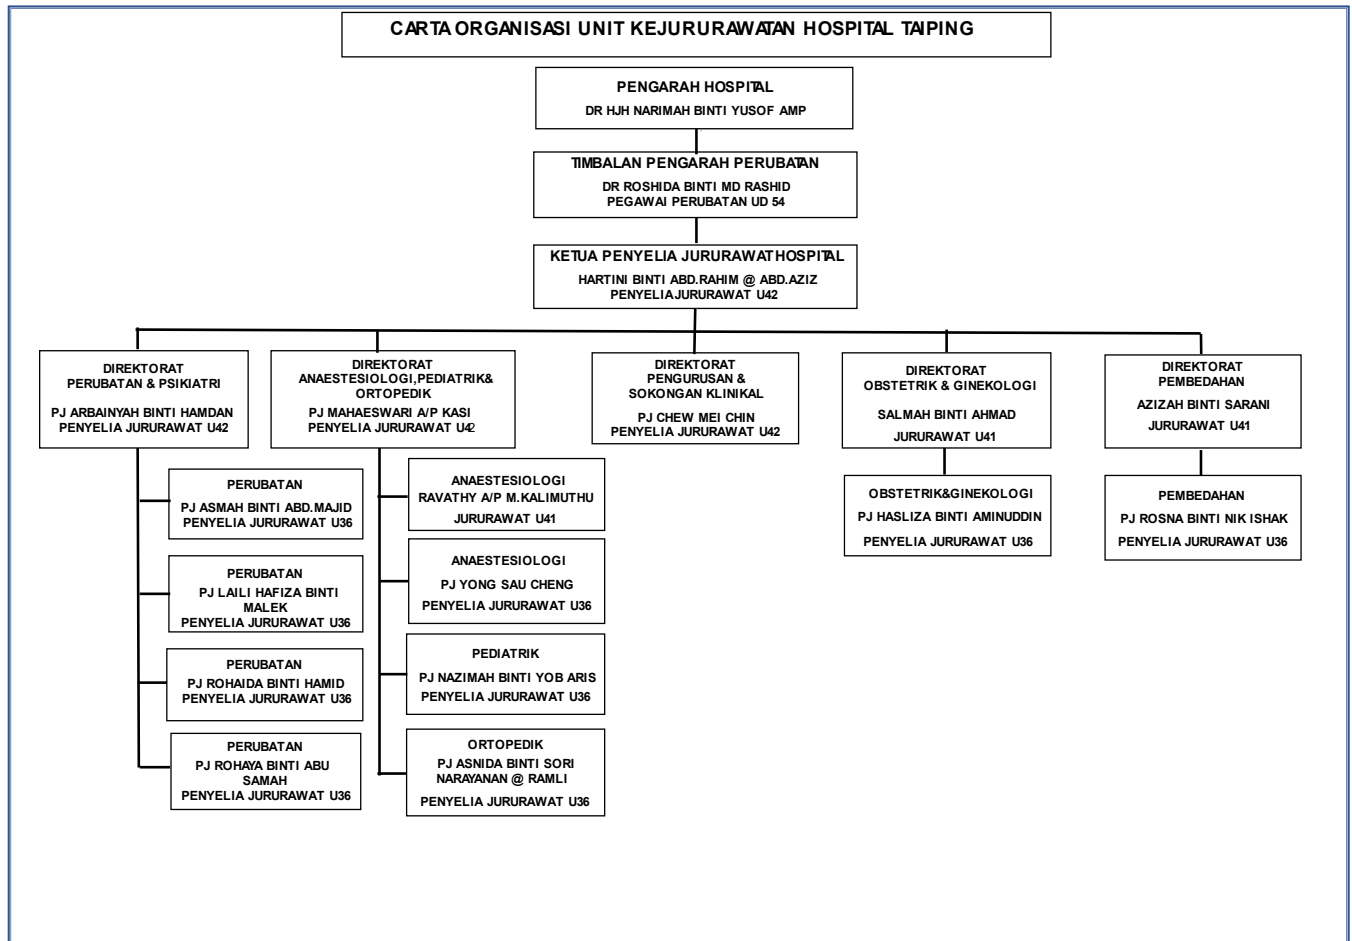 CARTA ORGANISASI UNIT KEJURURAWATAN HOSPITAL TAIPING
PENGARAH HOSPITAL
DR HJH NARIMAH BINTI YUSOF AMP
TIMBALAN PENGARAH PERUBATAN
DR ROSHIDA BINTI MD RASHID
PEGAWAI PERUBATAN UD 54
KETUA PENYELIA JURURAWAT HOSPITAL
HARTINI BINTI ABD.RAHIM @ ABD.AZIZ
PENYELIA JURURAWAT U42
DIREKTORAT
PERUBATAN & PSIKIATRI
PJ ARBAINYAH BINTI HAMDAN
PENYELIA JURURAWAT U42
DIREKTORAT
ANAESTESIOLOGI,PEDIATRIK&
ORTOPEDIK
PJ MAHAESWARI A/P KASI
PENYELIA JURURAWAT U42
DIREKTORAT
PENGURUSAN &
SOKONGAN KLINIKAL
PJ CHEW MEI CHIN
PENYELIA JURURAWAT U42
DIREKTORAT
OBSTETRIK & GINEKOLOGI
SALMAH BINTI AHMAD
JURURAWAT U41
DIREKTORAT
PEMBEDAHAN
AZIZAH BINTI SARANI
JURURAWAT U41
PERUBATAN
PJ ASMAH BINTI ABD.MAJID
PENYELIA JURURAWAT U36
PERUBATAN
PJ LAILI HAFIZA BINTI
MALEK
PENYELIA JURURAWAT U36
PERUBATAN
PJ ROHAIDA BINTI HAMID
PENYELIA JURURAWAT U36
PERUBATAN
PJ ROHAYA BINTI ABU
SAMAH
PENYELIA JURURAWAT U36
ANAESTESIOLOGI
RAVATHY A/P M.KALIMUTHU
JURURAWAT U41
ANAESTESIOLOGI
PJ YONG SAU CHENG
PENYELIA JURURAWAT U36
PEDIATRIK
PJ NAZIMAH BINTI YOB ARIS
PENYELIA JURURAWAT U36
ORTOPEDIK
PJ ASNIDA BINTI SORI
NARAYANAN @ RAMLI
PENYELIA JURURAWAT U36
OBSTETRIK&GINEKOLOGI
PJ HASLIZA BINTI AMINUDDIN
PENYELIA JURURAWAT U36
PEMBEDAHAN
PJ ROSNA BINTI NIK ISHAK
PENYELIA JURURAWAT U36